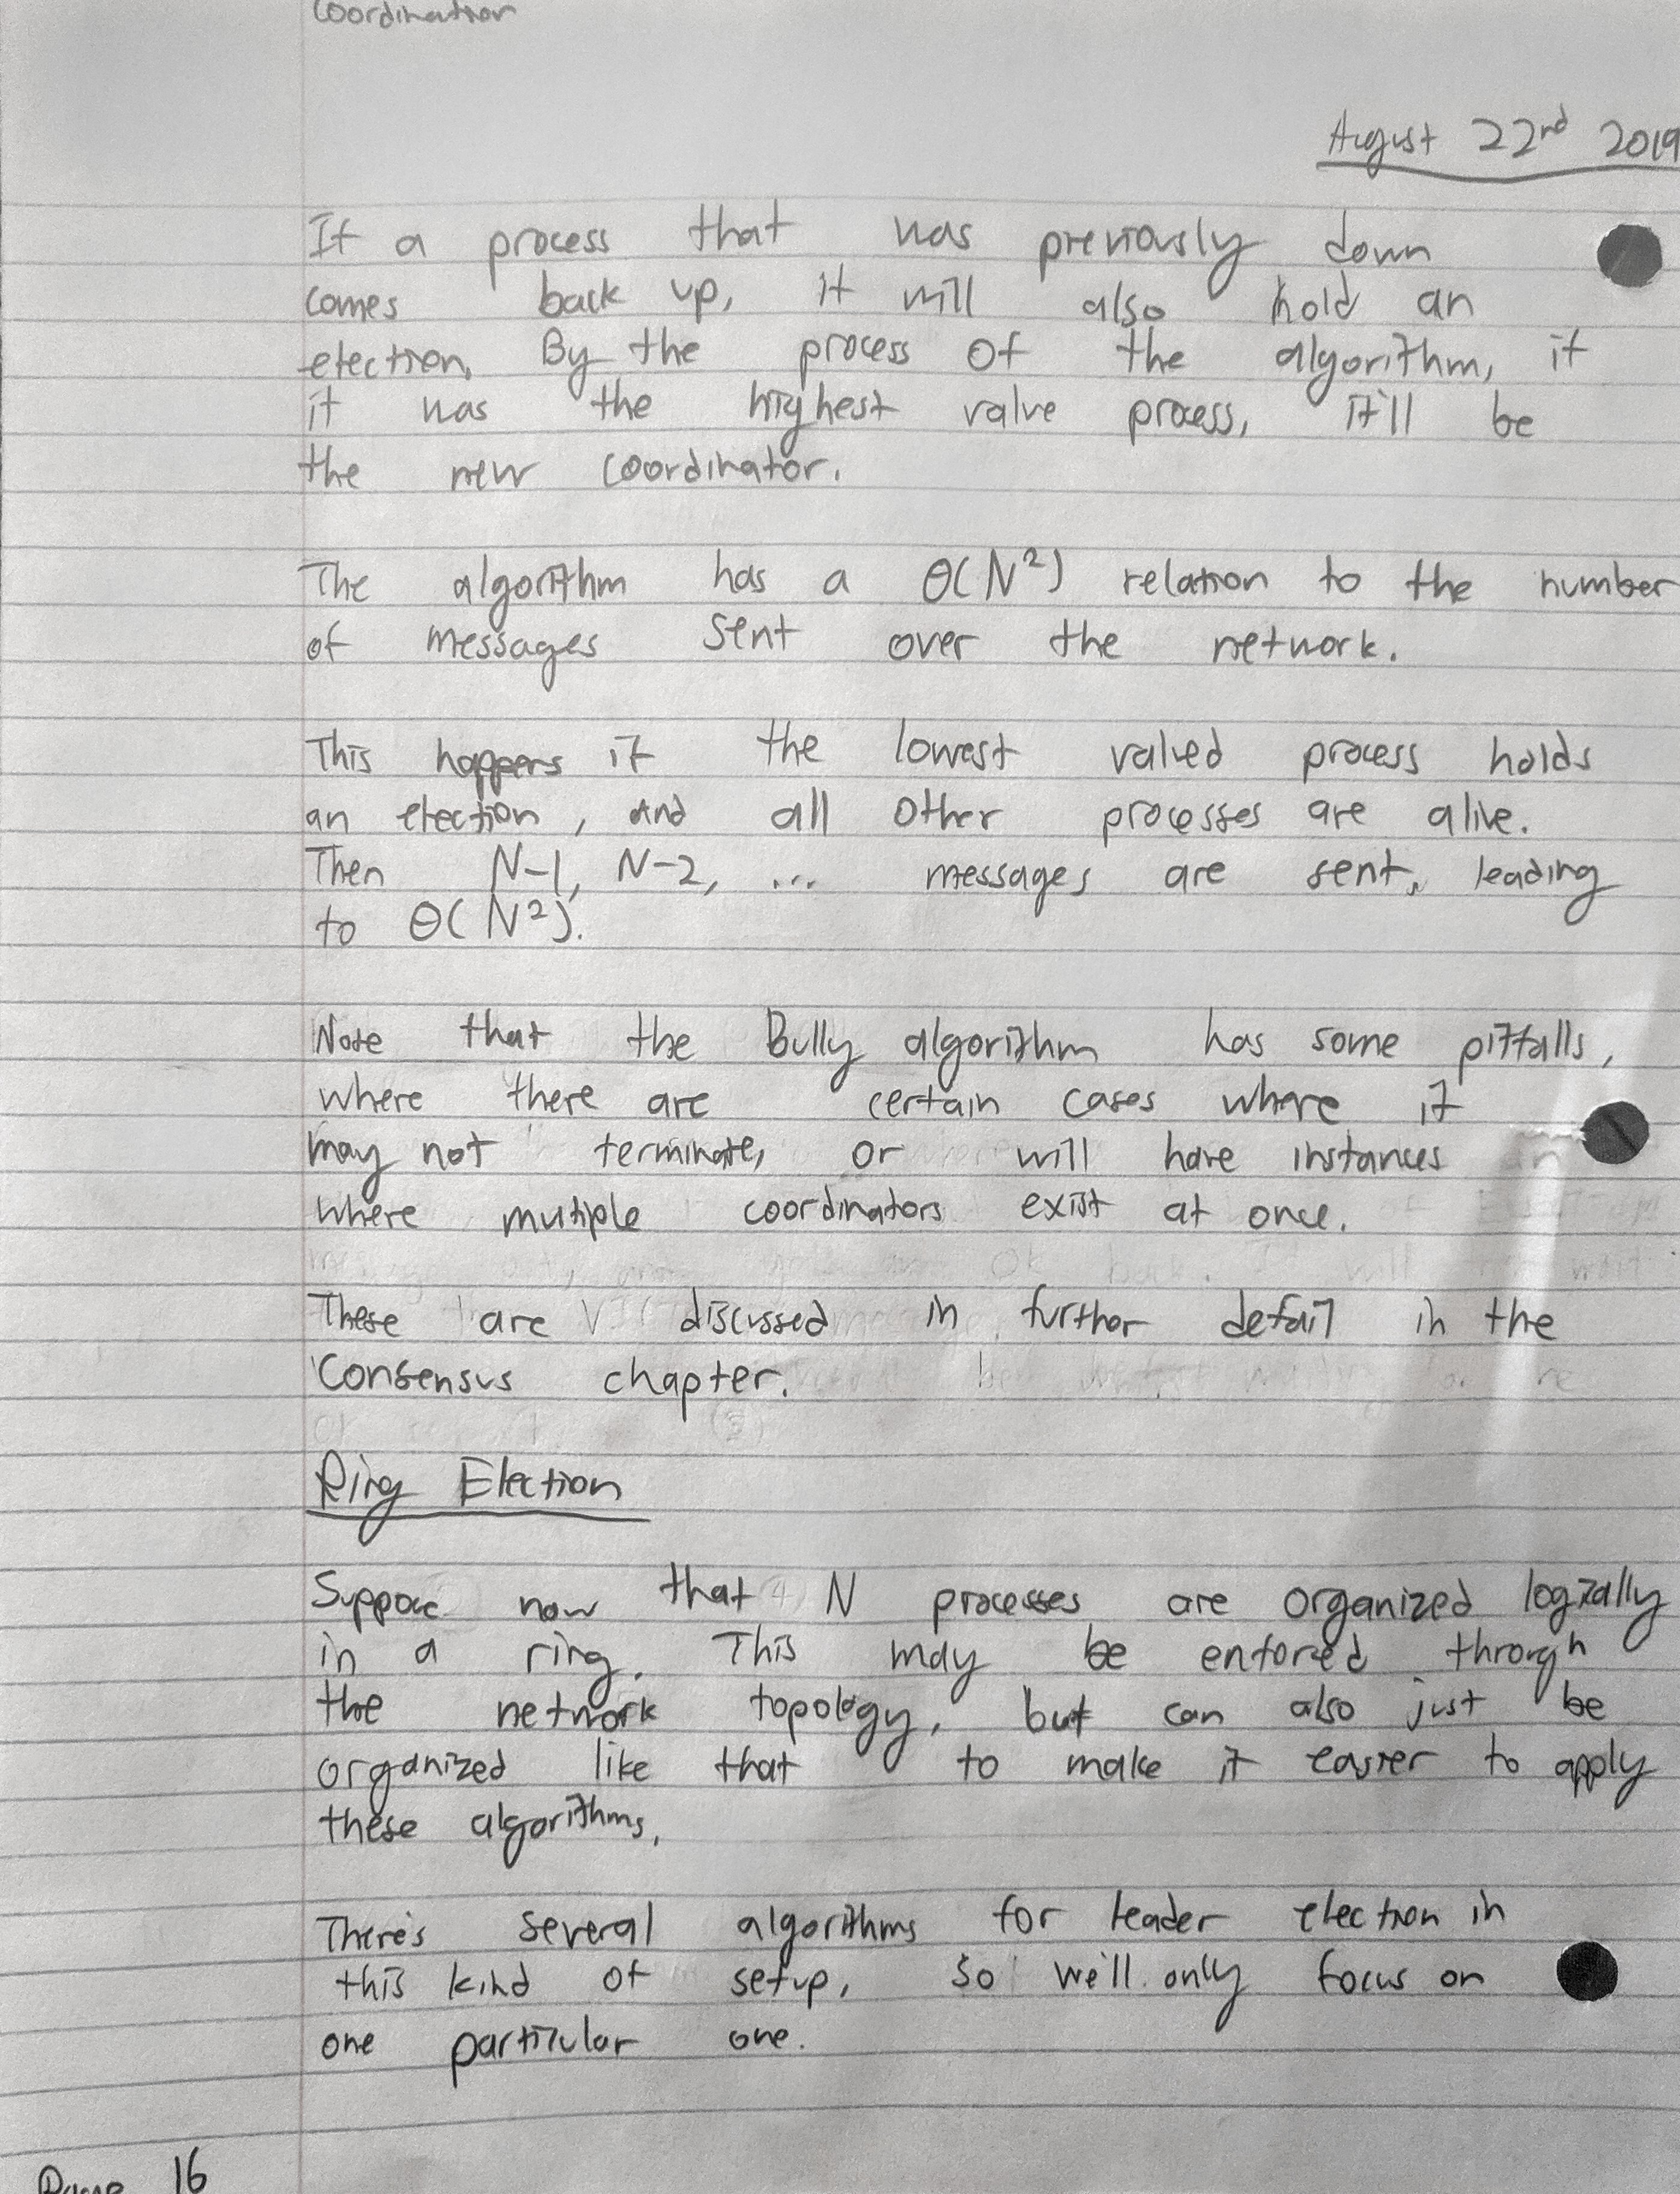 Coordination
August 22nd 2019
If a process that was previously down
comes back up, it will also hold an
election. By the process of the algorithm, if
it was the highest value process, it'll be
the new coordinator.
The algorithm has a Θ(N²) relation to the number
of messages sent over the network.
This happens if the lowest valued process holds
an election, and all other processes are alive.
Then N-1, N-2, ... messages are sent, leading
to Θ(N²).
Note that the Bully algorithm has some pitfalls,
where there are certain cases where it
may not terminate, or will have instances
where mutiple coordinators exist at once.
These are discussed in further detail in the
Consensus chapter.
Ring Election
Suppose now that N processes are organized logically
in a ring. This may be enforced through
the network topology, but can also just be
organized like that to make it easier to apply
these algorithms.
There's several algorithms for leader election in
this kind of setup, so we'll only focus on
one particular one.
Page 16